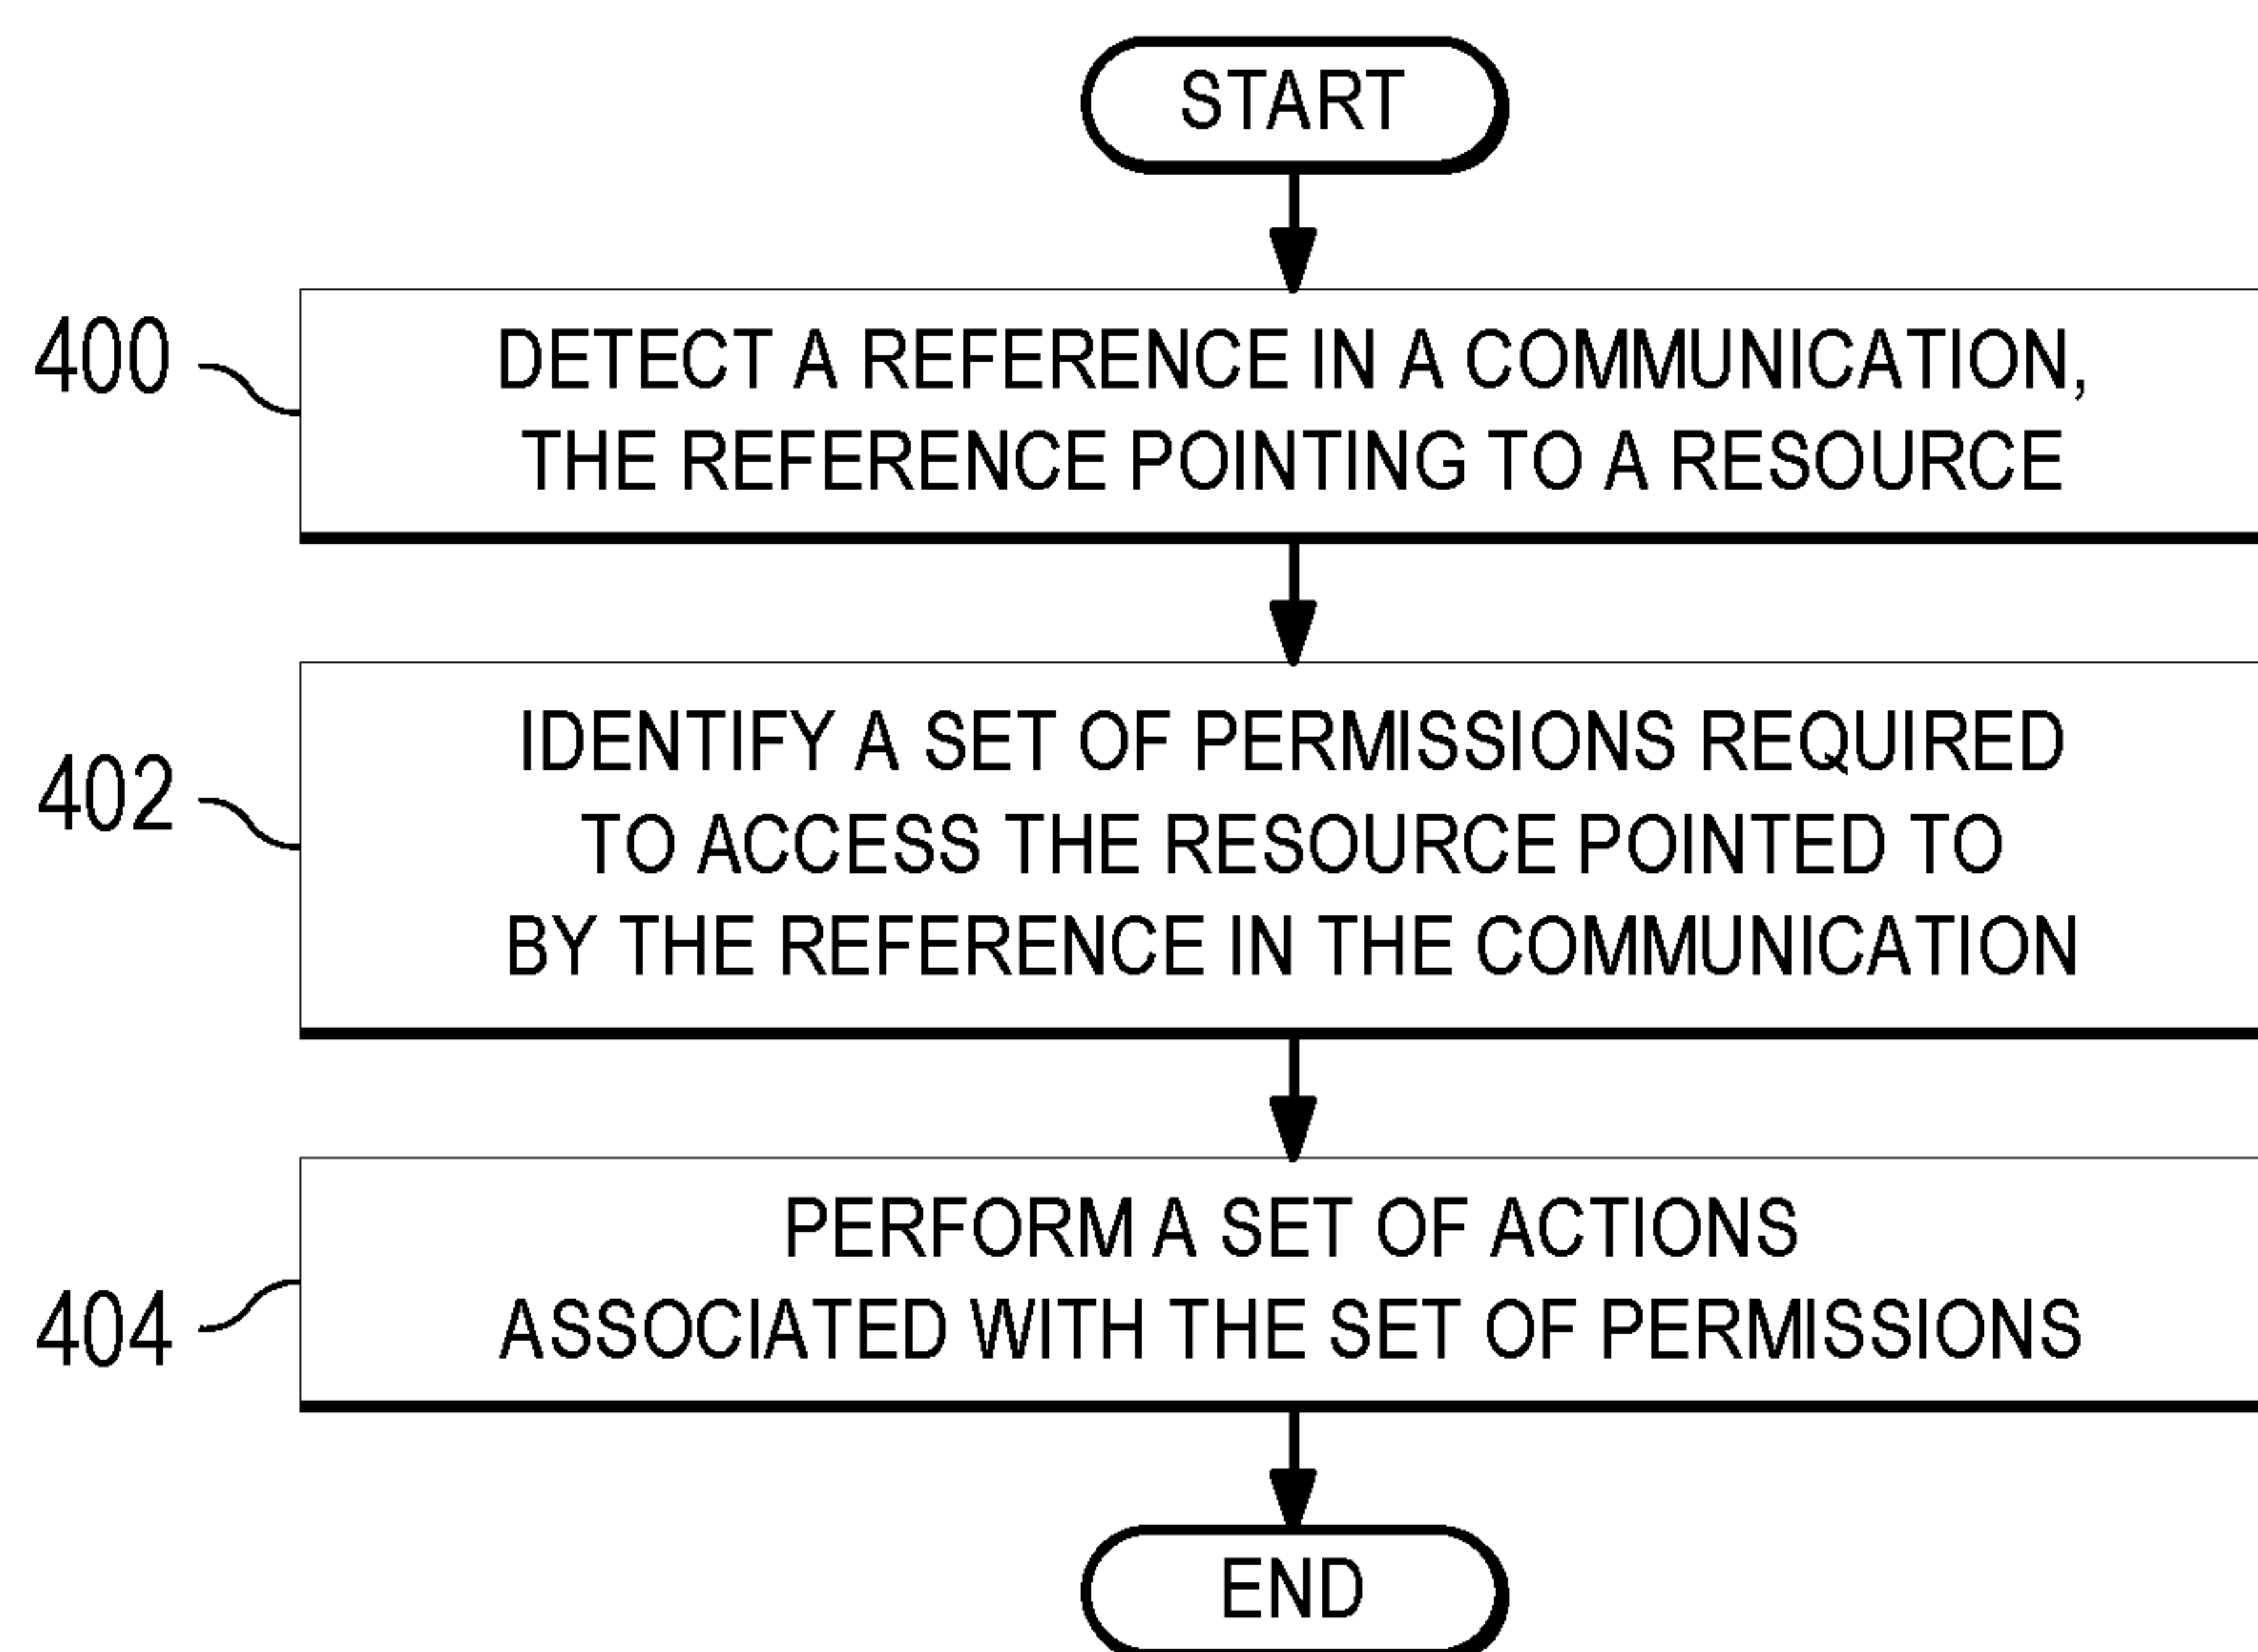 START
400
DETECT A REFERENCE IN A COMMUNICATION,
THE REFERENCE POINTING TO A RESOURCE
402
IDENTIFY A SET OF PERMISSIONS REQUIRED
TO ACCESS THE RESOURCE POINTED TO
BY THE REFERENCE IN THE COMMUNICATION
404
PERFORM A SET OF ACTIONS
ASSOCIATED WITH THE SET OF PERMISSIONS
END